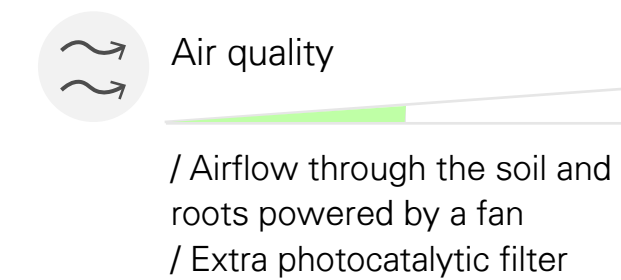 Air quality
/ Airflow through the soil and
roots powered by a fan
/ Extra photocatalytic filter